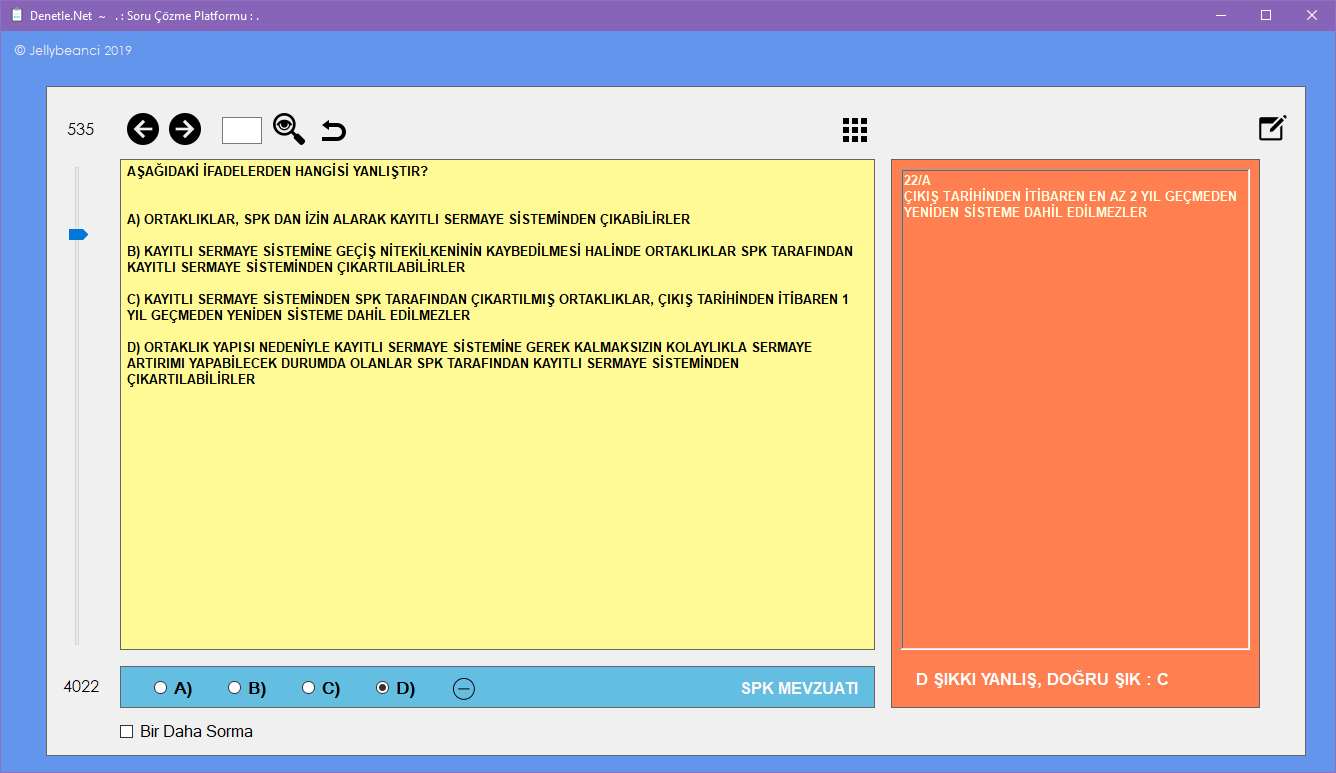 Denetle.Net ~ . : Soru Çözme Platformu : .
© Jellybeanci 2019
535
AŞAĞIDAKİ İFADELERDEN HANGİSİ YANLIŞTIR?
A) ORTAKLIKLAR, SPK DAN İZİN ALARAK KAYITLI SERMAYE SİSTEMİNDEN ÇIKABİLİRLER
B) KAYITLI SERMAYE SİSTEMİNE GEÇİŞ NİTEKİLKENİNİN KAYBEDİLMESİ HALİNDE ORTAKLIKLAR SPK TARAFINDAN
KAYITLI SERMAYE SİSTEMİNDEN ÇIKARTILABİLİRLER
C) KAYITLI SERMAYE SİSTEMİNDEN SPK TARAFINDAN ÇIKARTILMIŞ ORTAKLIKLAR, ÇIKIŞ TARİHİNDEN İTİBAREN 1
YIL GEÇMEDEN YENİDEN SİSTEME DAHİL EDİLMEZLER
D) ORTAKLIK YAPISI NEDENİYLE KAYITLI SERMAYE SİSTEMİNE GEREK KALMAKSIZIN KOLAYLIKLA SERMAYE
ARTIRIMI YAPABİLECEK DURUMDA OLANLAR SPK TARAFINDAN KAYITLI SERMAYE SİSTEMİNDEN
ÇIKARTILABİLİRLER
22/A
ÇIKIŞ TARİHİNDEN İTİBAREN EN AZ 2 YIL GEÇMEDEN
YENİDEN SİSTEME DAHİL EDİLMEZLER
4022
A) B) C) D) SPK MEVZUATI
D ŞIKKI YANLIŞ, DOĞRU ŞIK : C
Bir Daha Sorma